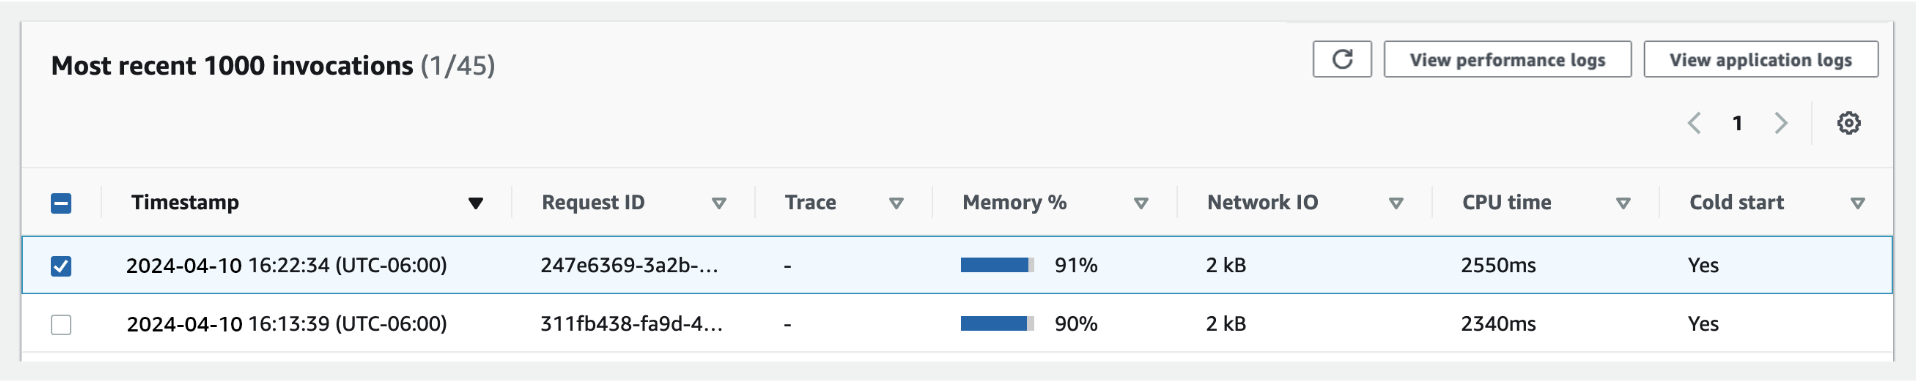 Most recent 1000 invocations (1/45)
View performance logs
View application logs
1
Timestamp Request ID Trace Memory % Network IO CPU time Cold start
2024-04-10 16:22:34 (UTC-06:00) 247e6369-3a2b-... - 91% 2 kB 2550ms Yes
2024-04-10 16:13:39 (UTC-06:00) 311fb438-fa9d-4... - 90% 2 kB 2340ms Yes